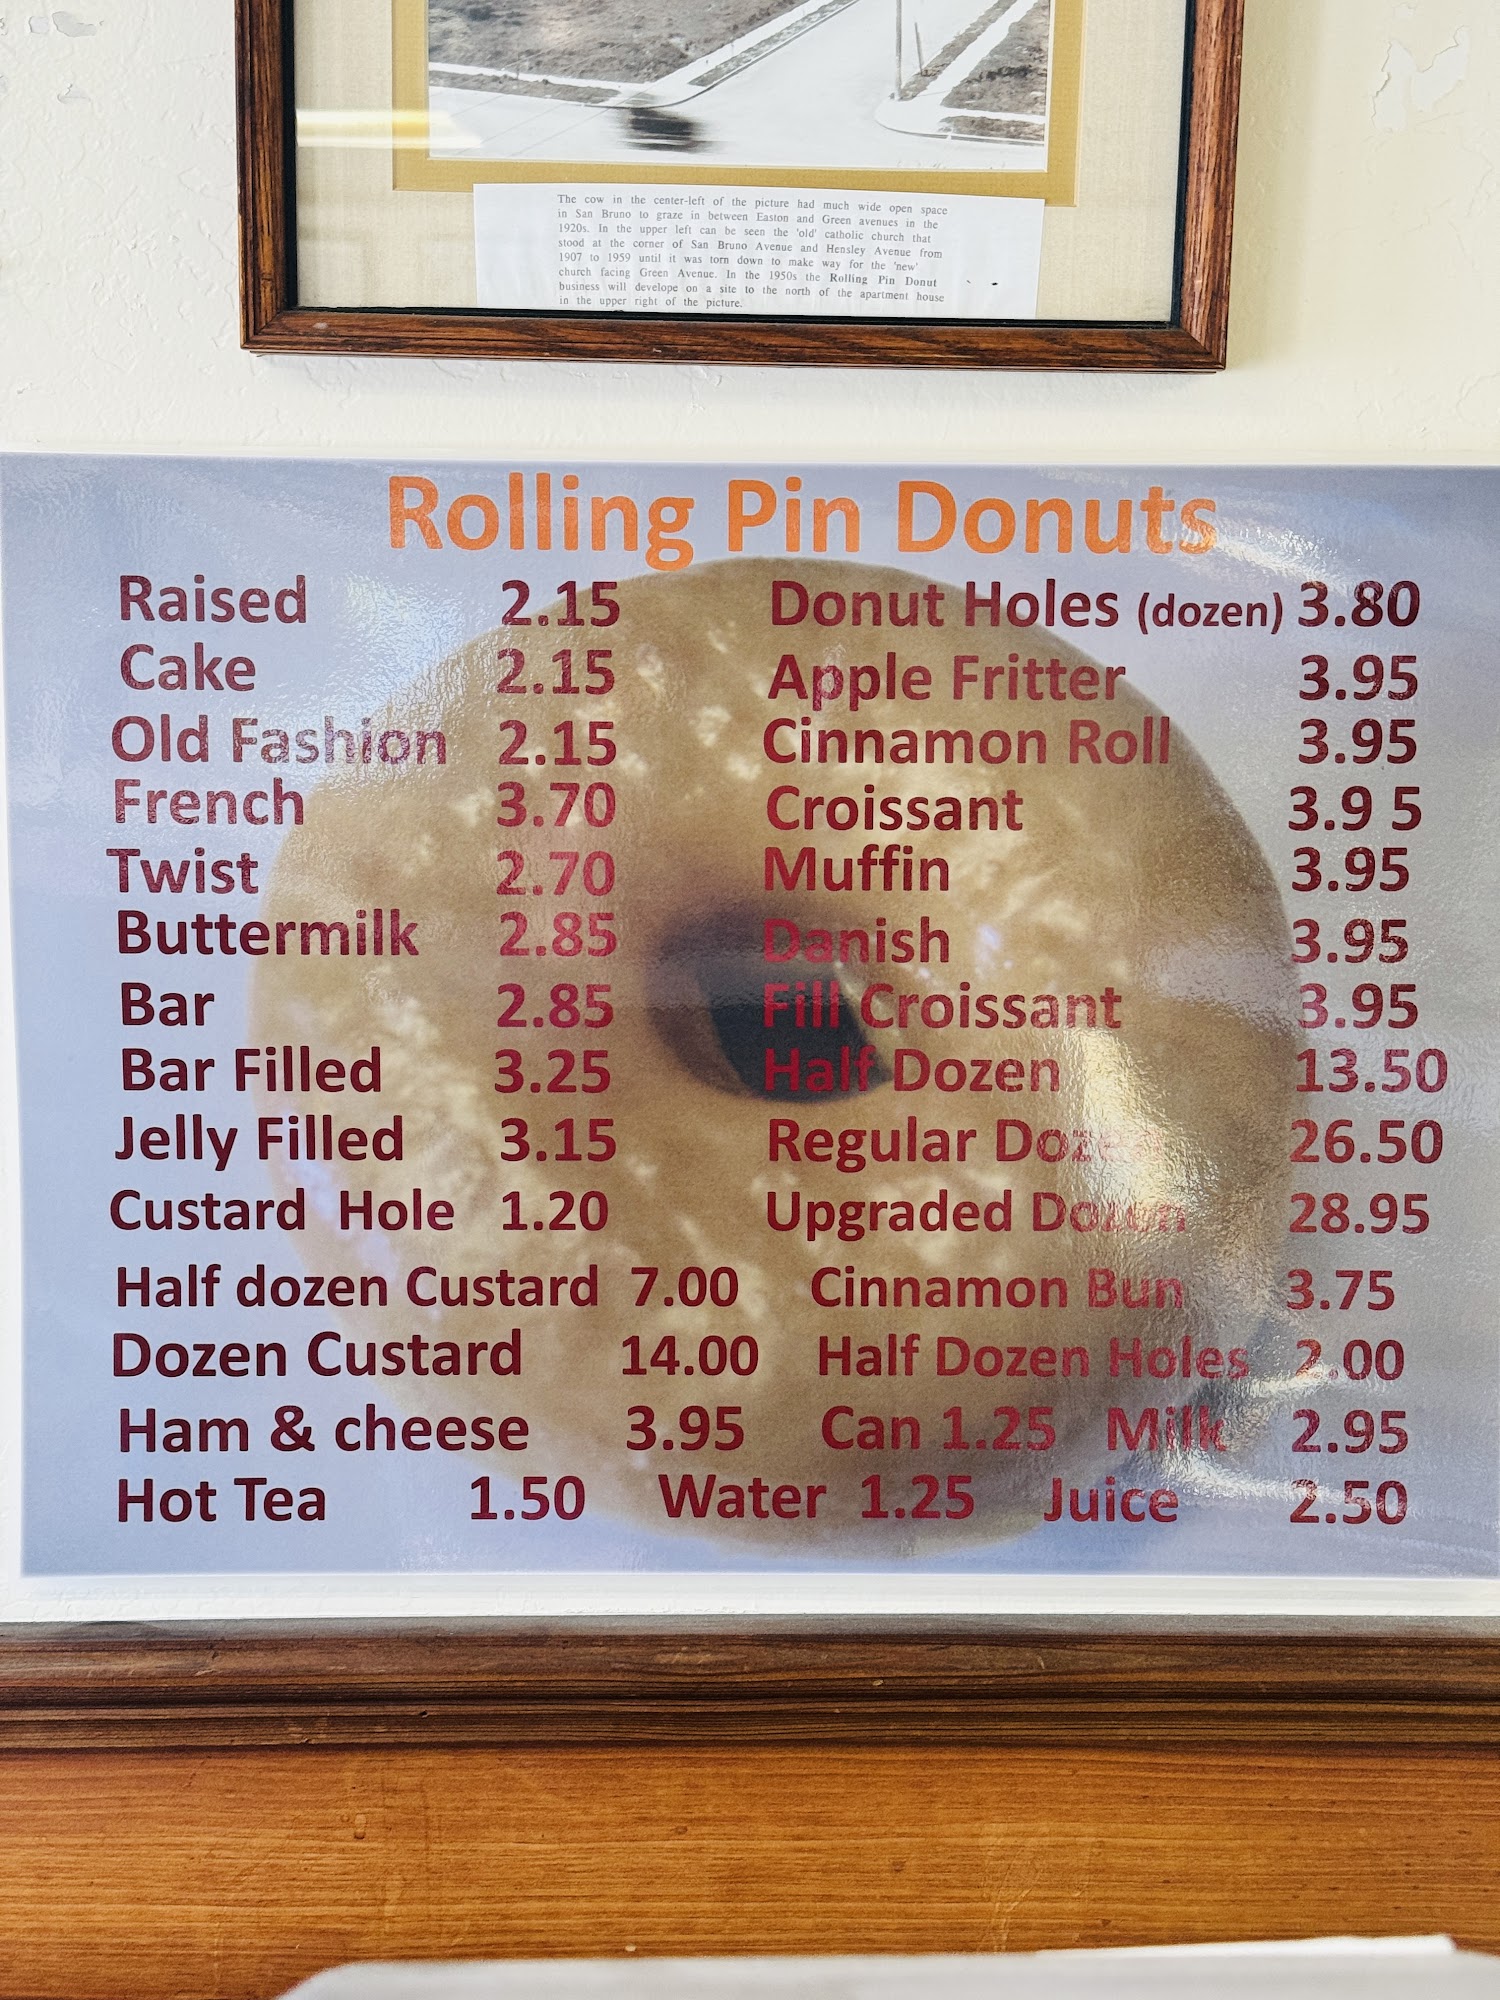 The cow in the center-left of the picture had much wide open space
in San Bruno to graze in between Easton and Green avenues in the
1920s. In the upper left can be seen the 'old' catholic church that
stood at the corner of San Bruno Avenue and Hensley Avenue from
1907 to 1959 until it was torn down to make way for the 'new'
church facing Green Avenue. In the 1950s the Rolling Pin Donut
business will develope on a site to the north of the apartment house
in the upper right of the picture.
Rolling Pin Donuts
Raised 2.15 Donut Holes (dozen) 3.80
Cake 2.15 Apple Fritter 3.95
Old Fashion 2.15 Cinnamon Roll 3.95
French 3.70 Croissant 3.9 5
Twist 2.70 Muffin 3.95
Buttermilk 2.85 Danish 3.95
Bar 2.85 Fill Croissant 3.95
Bar Filled 3.25 Half Dozen 13.50
Jelly Filled 3.15 Regular Dozen 26.50
Custard Hole 1.20 Upgraded Dozen 28.95
Half dozen Custard 7.00 Cinnamon Bun 3.75
Dozen Custard 14.00 Half Dozen Holes 2.00
Ham & cheese 3.95 Can 1.25 Milk 2.95
Hot Tea 1.50 Water 1.25 Juice 2.50